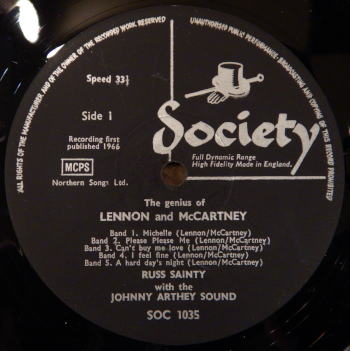 ALL RIGHTS OF THE MANUFACTURER, AND OF THE OWNER OF THE RECORDED WORK RESERVED
UNAUTHORISED PUBLIC PERFORMANCE, BROADCASTING AND COPYING OF THIS RECORD PROHIBITED
Speed 33⅓
Side 1
Society
Recording first
published 1966
Full Dynamic Range
High Fidelity Made in England.
MCPS
Northern Songs Ltd.
The genius of
LENNON and McCARTNEY
Band 1. Michelle (Lennon/McCartney)
Band 2. Please Please Me (Lennon/McCartney)
Band 3. Can't buy me love (Lennon/McCartney)
Band 4. I feel fine (Lennon/McCartney)
Band 5. A hard day's night (Lennon/McCartney)
RUSS SAINTY
with the
JOHNNY ARTHEY SOUND
SOC 1035